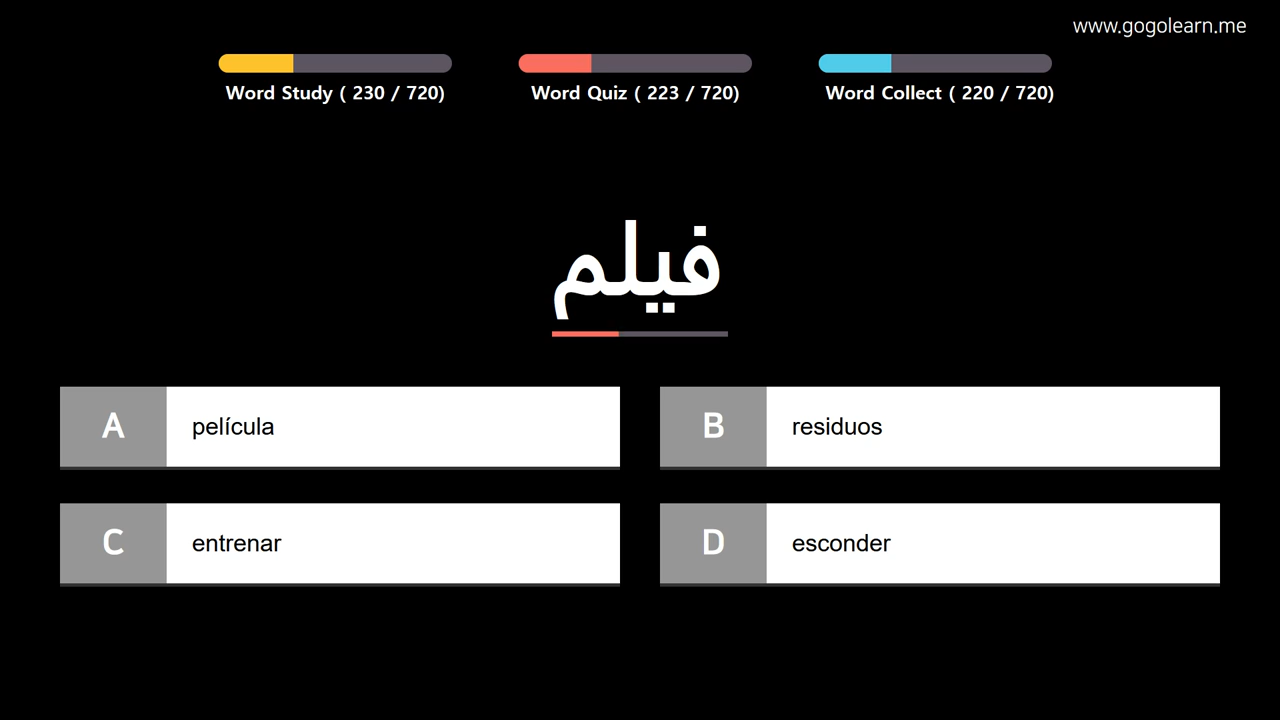 www.gogolearn.me
Word Study ( 230 / 720)
Word Quiz ( 223 / 720)
Word Collect ( 220 / 720)
فيلم
A película
B residuos
C entrenar
D esconder